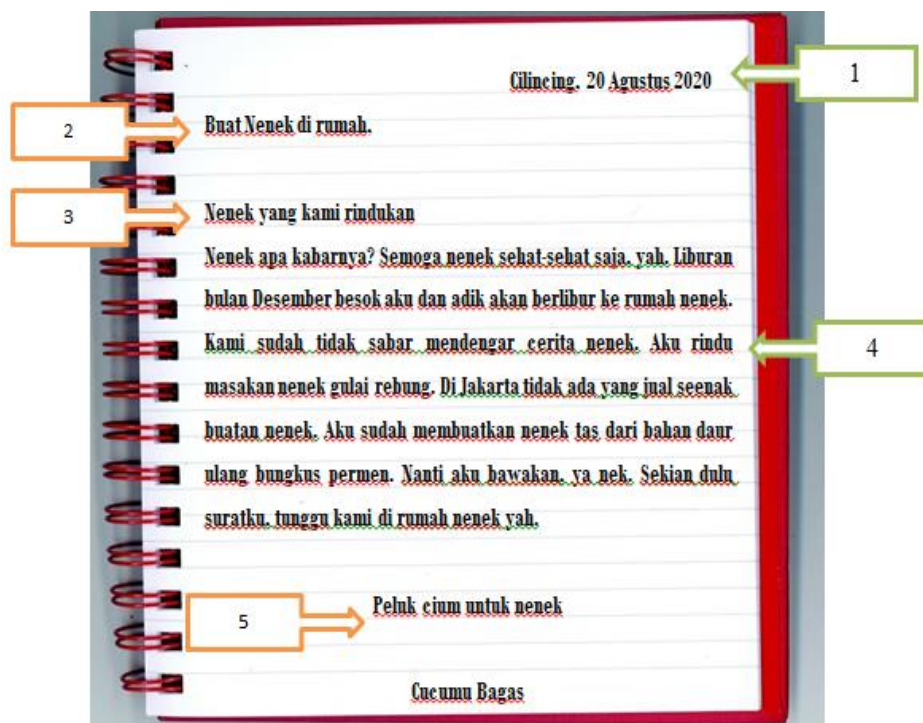 Cilincing, 20 Agustus 2020
1
2
Buat Nenek di rumah.
3
Nenek yang kami rindukan
Nenek apa kabarnya? Semoga nenek sehat-sehat saja, yah. Liburan
bulan Desember besok aku dan adik akan berlibur ke rumah nenek.
Kami sudah tidak sabar mendengar cerita nenek. Aku rindu
4
masakan nenek gulai rebung. Di Jakarta tidak ada yang jual seenak
buatan nenek. Aku sudah membuatkan nenek tas dari bahan daur
ulang bungkus permen. Nanti aku bawakan, ya nek. Sekian dulu
suratku, tunggu kami di rumah nenek yah.
5
Peluk cium untuk nenek
Cucumu Bagas